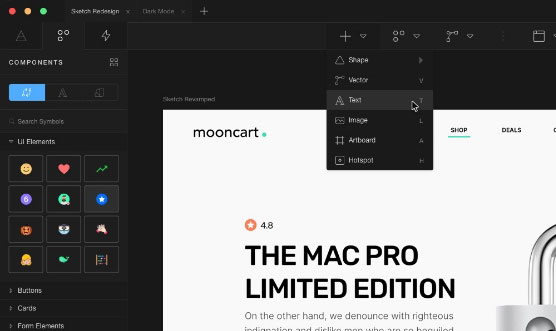 Sketch Redesign
Dark Mode
COMPONENTS
Search Symbols
UI Elements
Buttons
Cards
Form Elements
Shape
Vector V
Text T
Image L
Artboard A
Hotspot H
Sketch Revamped
mooncart
SHOP DEALS
4.8
THE MAC PRO
LIMITED EDITION
On the other hand, we denounce with righteous
indignation and dislike men who are so beguiled